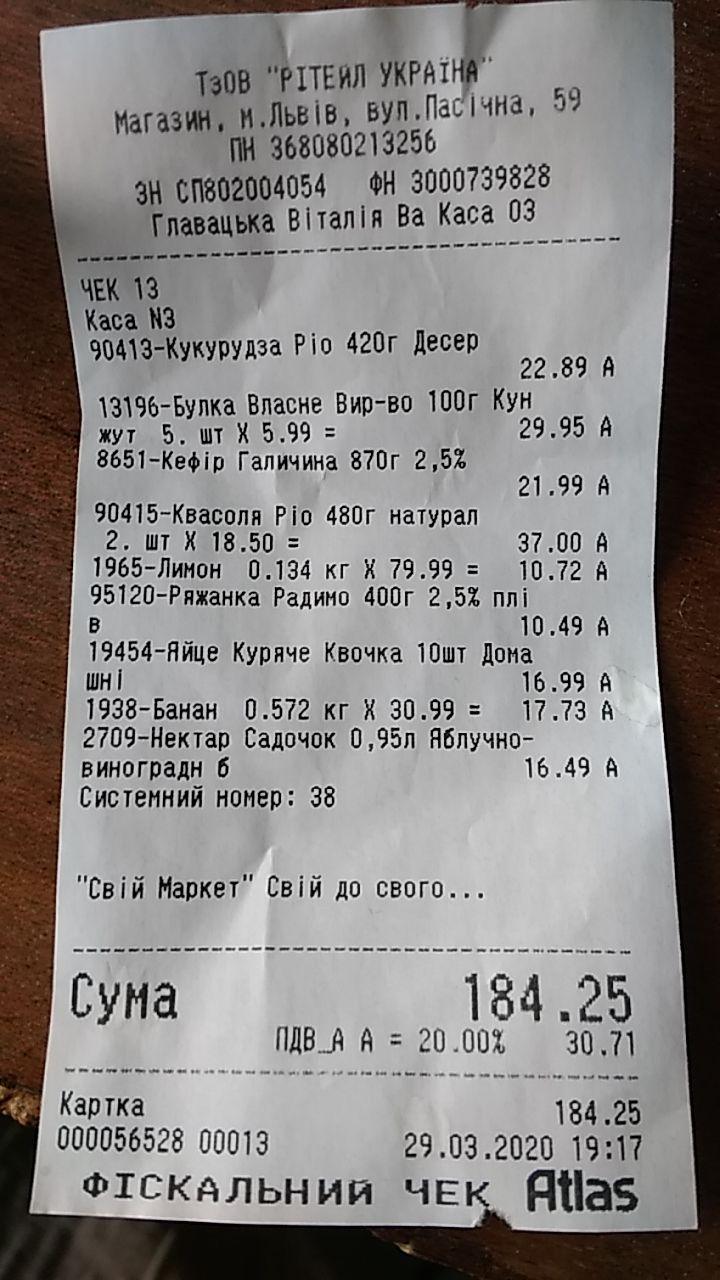 ТзОВ "РІТЕЙЛ УКРАЇНА"
Магазин, м.Львів, вул.Пасічна, 59
ПН 368080213256
ЗН СП802004054 ФН 3000739828
Главацька Віталія Ва Каса 03
ЧЕК 13
Каса N3
90413-Кукурудза Ріо 420г Десер
22.89 А
13196-Булка Власне Вир-во 100г Кун
жут 5. шт X 5.99 = 29.95 А
8651-Кефір Галичина 870г 2,5%
21.99 А
90415-Квасоля Ріо 480г натурал
2. шт X 18.50 = 37.00 А
1965-Лимон 0.134 кг X 79.99 = 10.72 А
95120-Ряжанка Радимо 400г 2,5% плі
в 10.49 А
19454-Яйце Куряче Квочка 10шт Дома
шні 16.99 А
1938-Банан 0.572 кг X 30.99 = 17.73 А
2709-Нектар Садочок 0,95л Яблучно-
виноградн б 16.49 А
Системний номер: 38
"Свій Маркет" Свій до свого...
Сума 184.25
ПДВ_А А = 20.00% 30.71
Картка 184.25
000056528 00013 29.03.2020 19:17
ФІСКАЛЬНИЙ ЧЕК Atlas